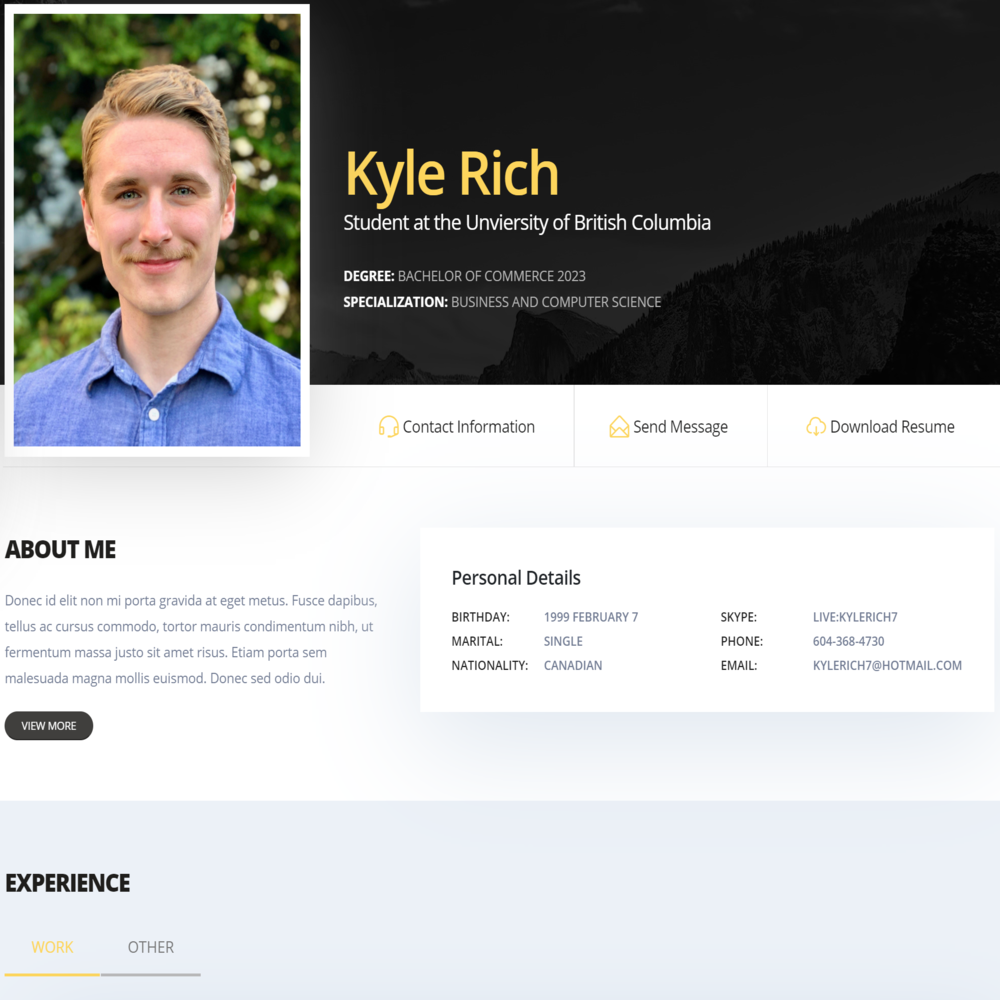 Kyle Rich
Student at the Unviersity of British Columbia
DEGREE: BACHELOR OF COMMERCE 2023
SPECIALIZATION: BUSINESS AND COMPUTER SCIENCE
Contact Information
Send Message
Download Resume
ABOUT ME
Donec id elit non mi porta gravida at eget metus. Fusce dapibus,
tellus ac cursus commodo, tortor mauris condimentum nibh, ut
fermentum massa justo sit amet risus. Etiam porta sem
malesuada magna mollis euismod. Donec sed odio dui.
VIEW MORE
Personal Details
BIRTHDAY: 1999 FEBRUARY 7
MARITAL: SINGLE
NATIONALITY: CANADIAN
SKYPE: LIVE:KYLERICH7
PHONE: 604-368-4730
EMAIL: KYLERICH7@HOTMAIL.COM
EXPERIENCE
WORK
OTHER